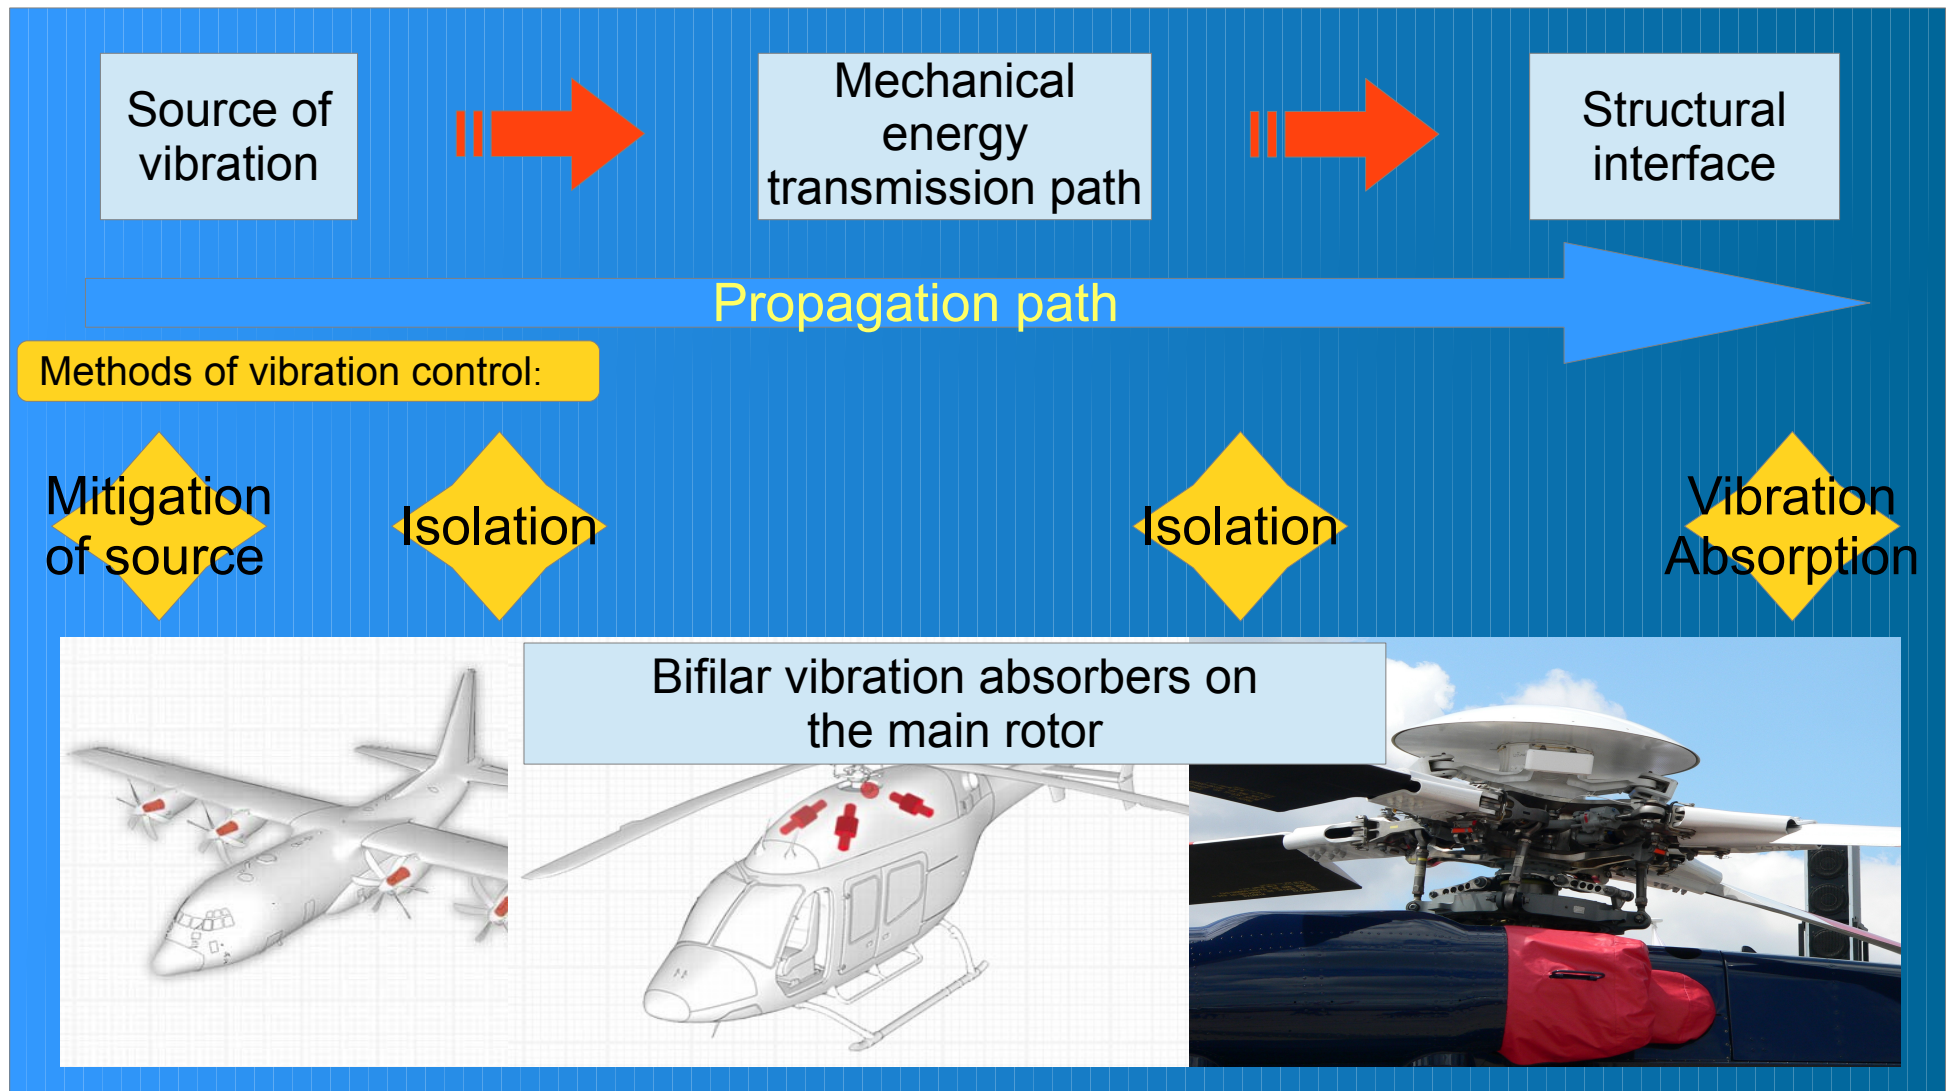 Source of
vibration
Mechanical
energy
transmission path
Structural
interface
Propagation path
Methods of vibration control:
Mitigation
of source
Isolation
Isolation
Vibration
Absorption
Bifilar vibration absorbers on
the main rotor